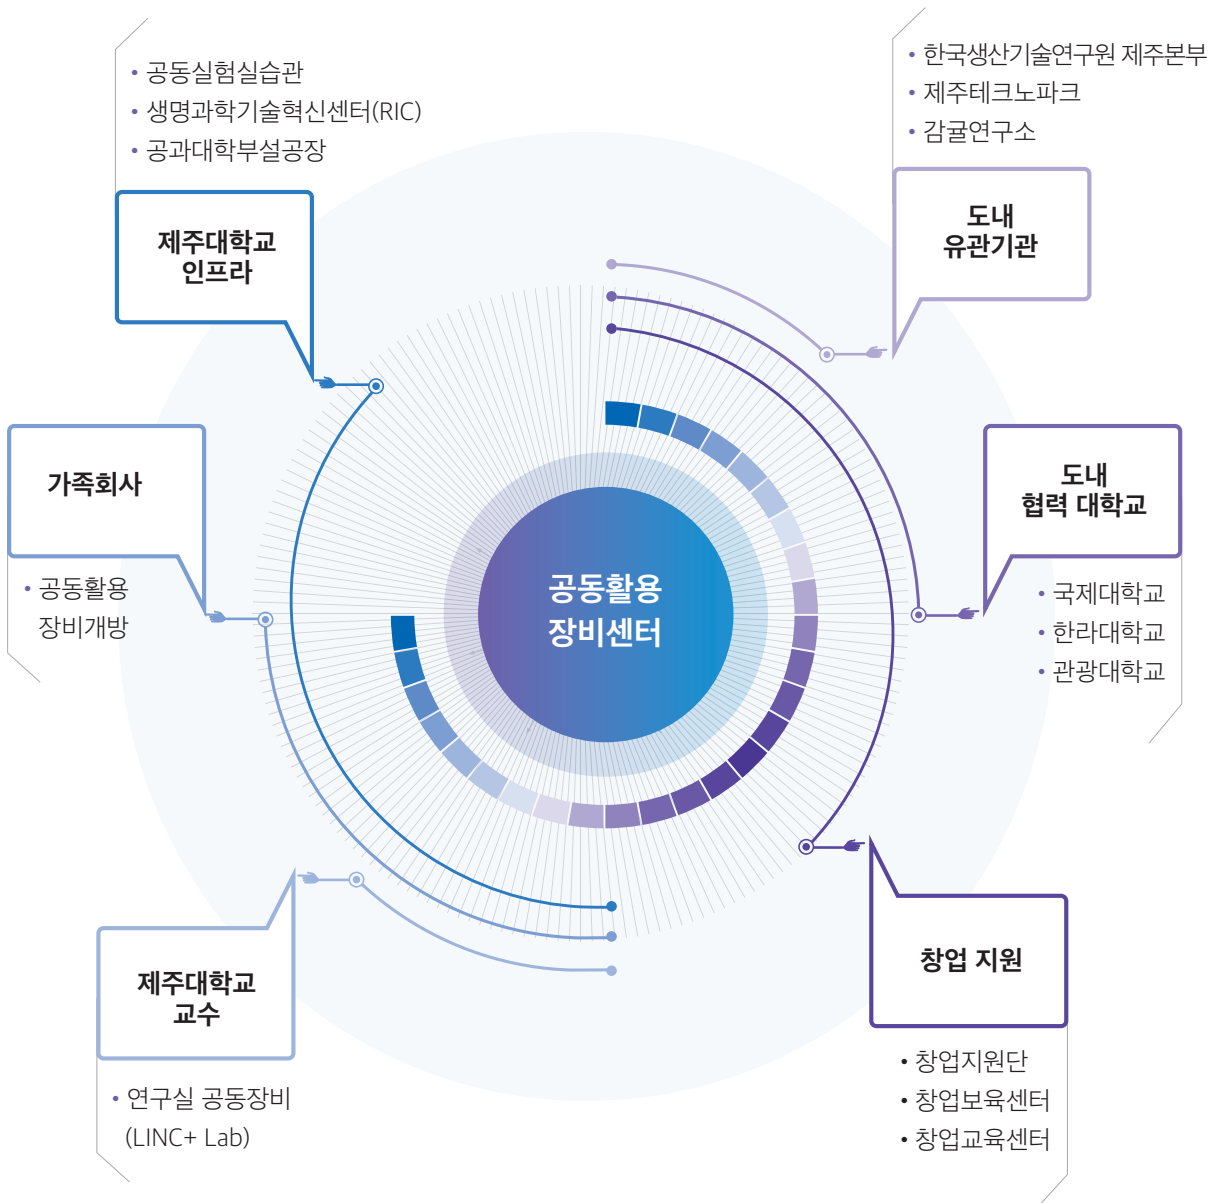 • 공동실험실습관
• 생명과학기술혁신센터(RIC)
• 공과대학부설공장
제주대학교
인프라
• 한국생산기술연구원 제주본부
• 제주테크노파크
• 감귤연구소
도내
유관기관
가족회사
• 공동활용
장비개발
공동활용
장비센터
도내
협력 대학교
• 국제대학교
• 한라대학교
• 관광대학교
제주대학교
교수
• 연구실 공동장비
(LINC+ Lab)
창업 지원
• 창업지원단
• 창업보육센터
• 창업교육센터